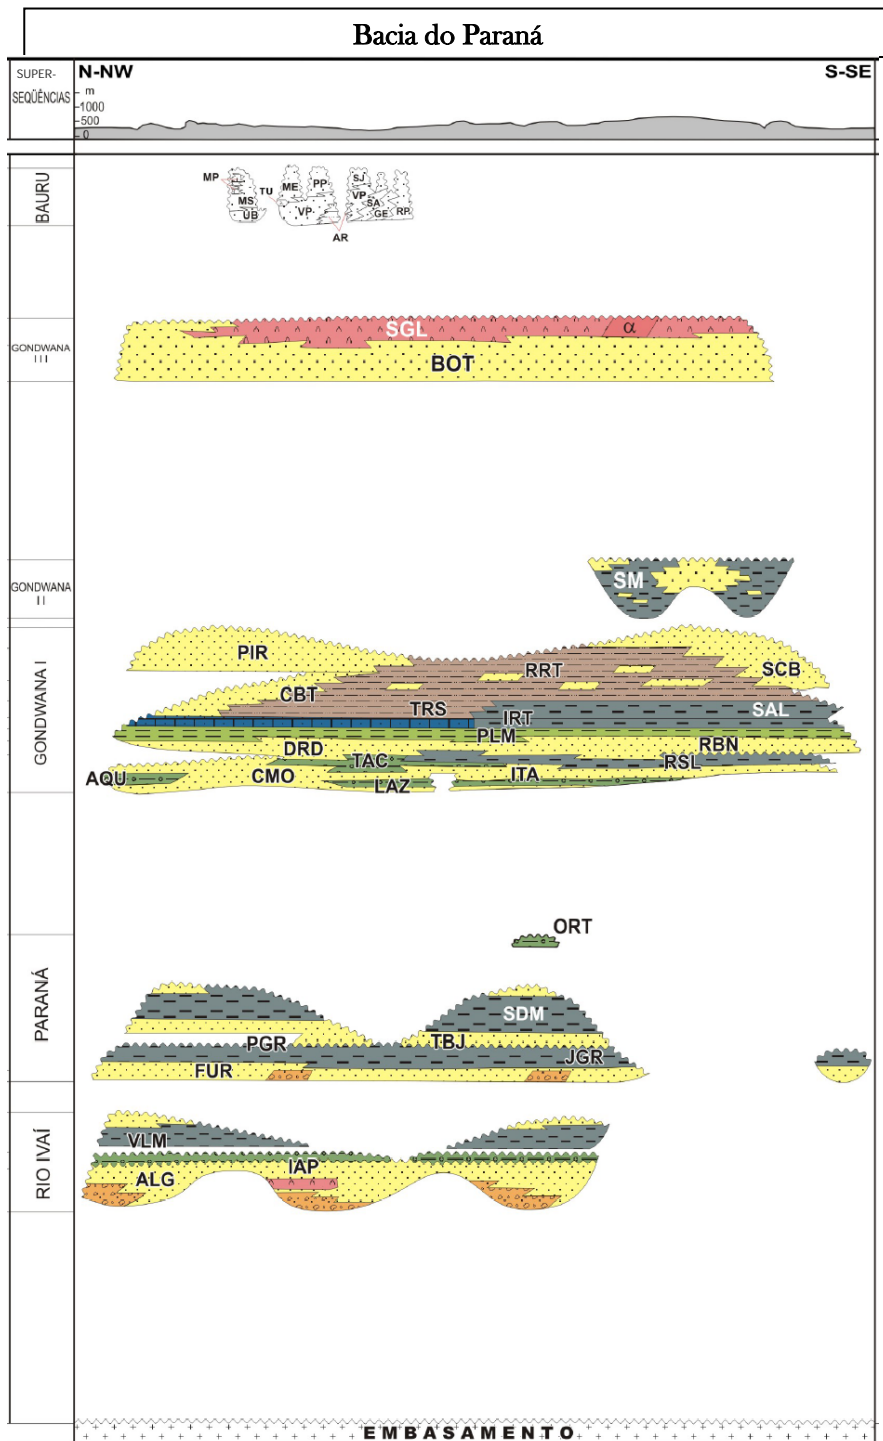 Bacia do Paraná
SUPER-
SEQÜÊNCIAS
N-NW
S-SE
m
1000
500
0
BAURU
MP
MS
UB
TU
ME
PP
VP
AR
SJ
VP
SA
GE
RP
GONDWANA
III
SGL
α
BOT
GONDWANA
II
SM
GONDWANA I
PIR
RRT
SCB
CBT
TRS
IRT
SAL
PLM
DRD
RBN
TAC
RSL
AQU
CMO
ITA
LAZ
PARANÁ
ORT
SDM
PGR
TBJ
JGR
FUR
RIO IVAÍ
VLM
IAP
ALG
EMBASAMENTO